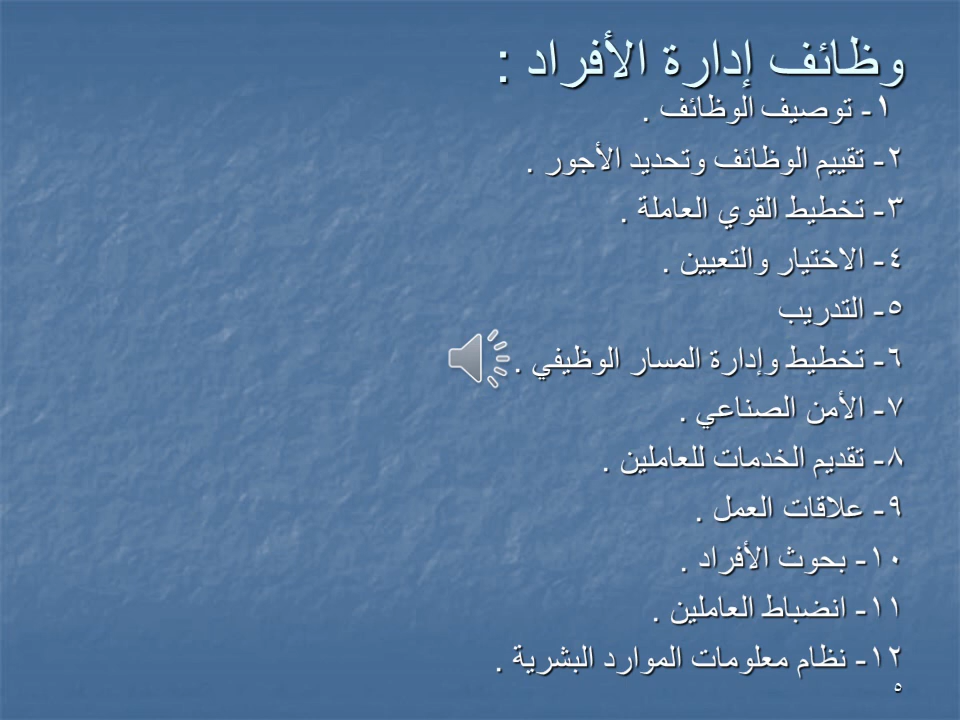 وظائف إدارة الأفراد :
١- توصيف الوظائف .
٢- تقييم الوظائف وتحديد الأجور .
٣- تخطيط القوي العاملة .
٤- الاختيار والتعيين .
٥- التدريب
٦- تخطيط وإدارة المسار الوظيفي .
٧- الأمن الصناعي .
٨- تقديم الخدمات للعاملين .
٩- علاقات العمل .
١٠- بحوث الأفراد .
١١- انضباط العاملين .
١٢- نظام معلومات الموارد البشرية .
٥